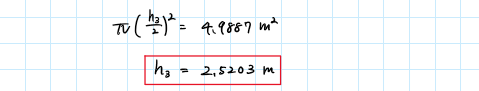 π(h₃/2)² = 4.9887 m²
h₃ = 2.5203 m